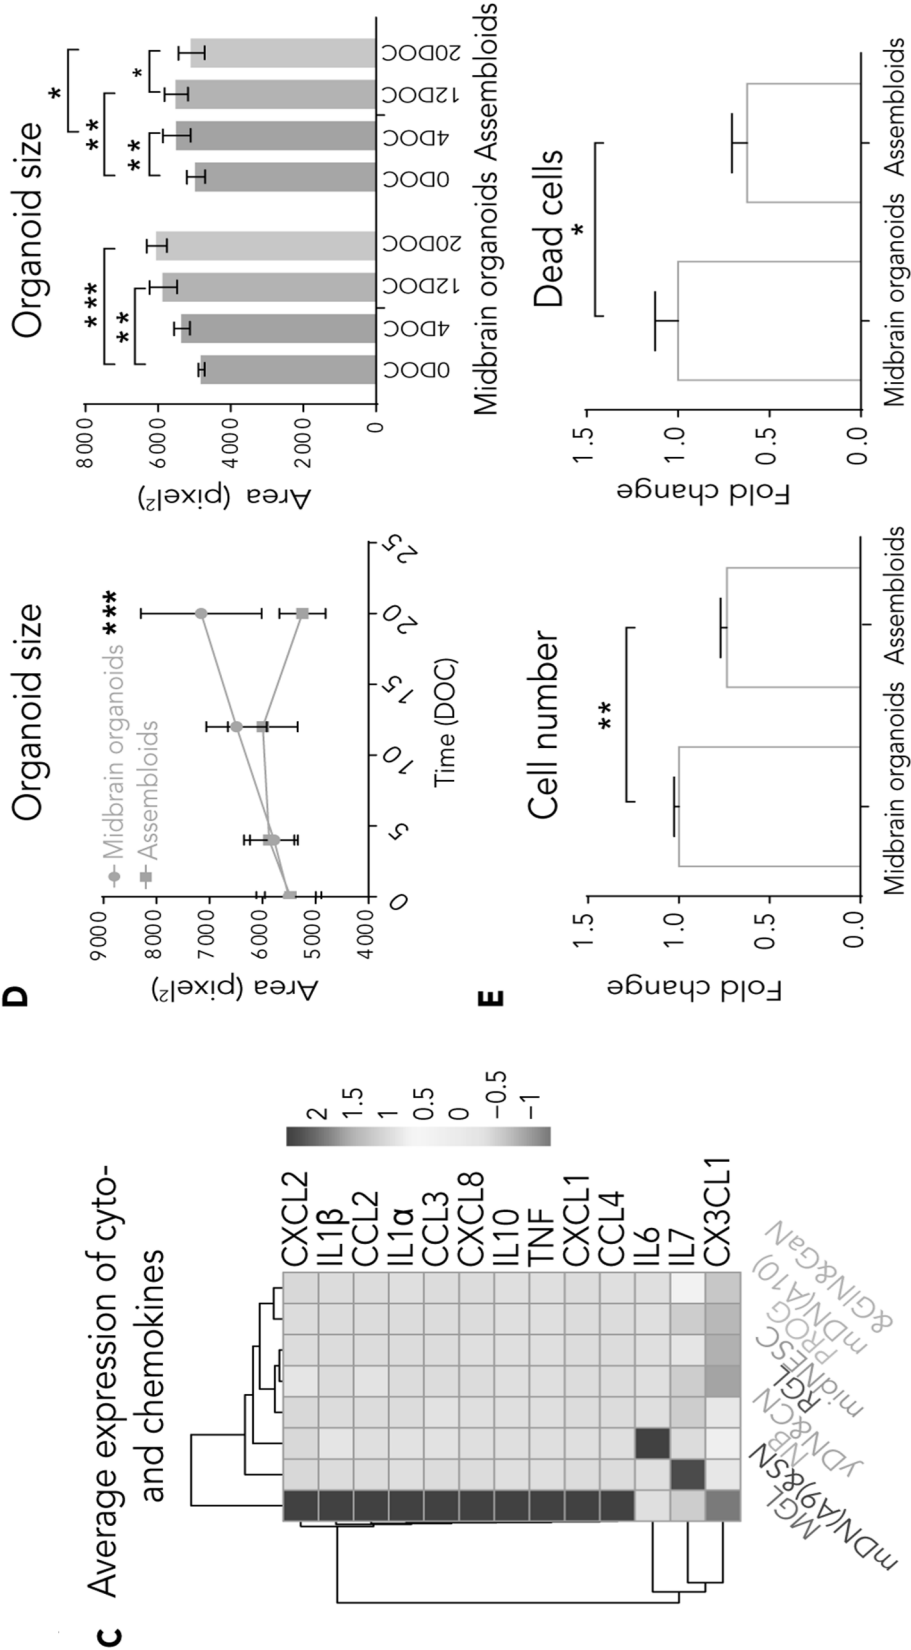 C
Average expression of cyto-
and chemokines
CXCL2
IL1β
CCL2
IL1α
CCL3
CXCL8
IL10
TNF
CXCL1
CCL4
IL6
IL7
CX3CL1
2
1.5
1
0.5
0
−0.5
−1
MGL
mDN(A9)&SN
NB
yDN&CN
RGL
midNESC
PROG
mDN(A10)
&GIN&GaN
D
Organoid size
Midbrain organoids
Assembloids
***
Area (pixel²)
9000
8000
7000
6000
5000
4000
0 5 10 15 20 25
Time (DOC)
Organoid size
*** ** ** ** * *
Area (pixel²)
8000
6000
4000
2000
0
0DOC 4DOC 12DOC 20DOC 0DOC 4DOC 12DOC 20DOC
Midbrain organoids Assembloids
E
Cell number
**
Fold change
1.5
1.0
0.5
0.0
Midbrain organoids Assembloids
Dead cells
*
Fold change
1.5
1.0
0.5
0.0
Midbrain organoids Assembloids